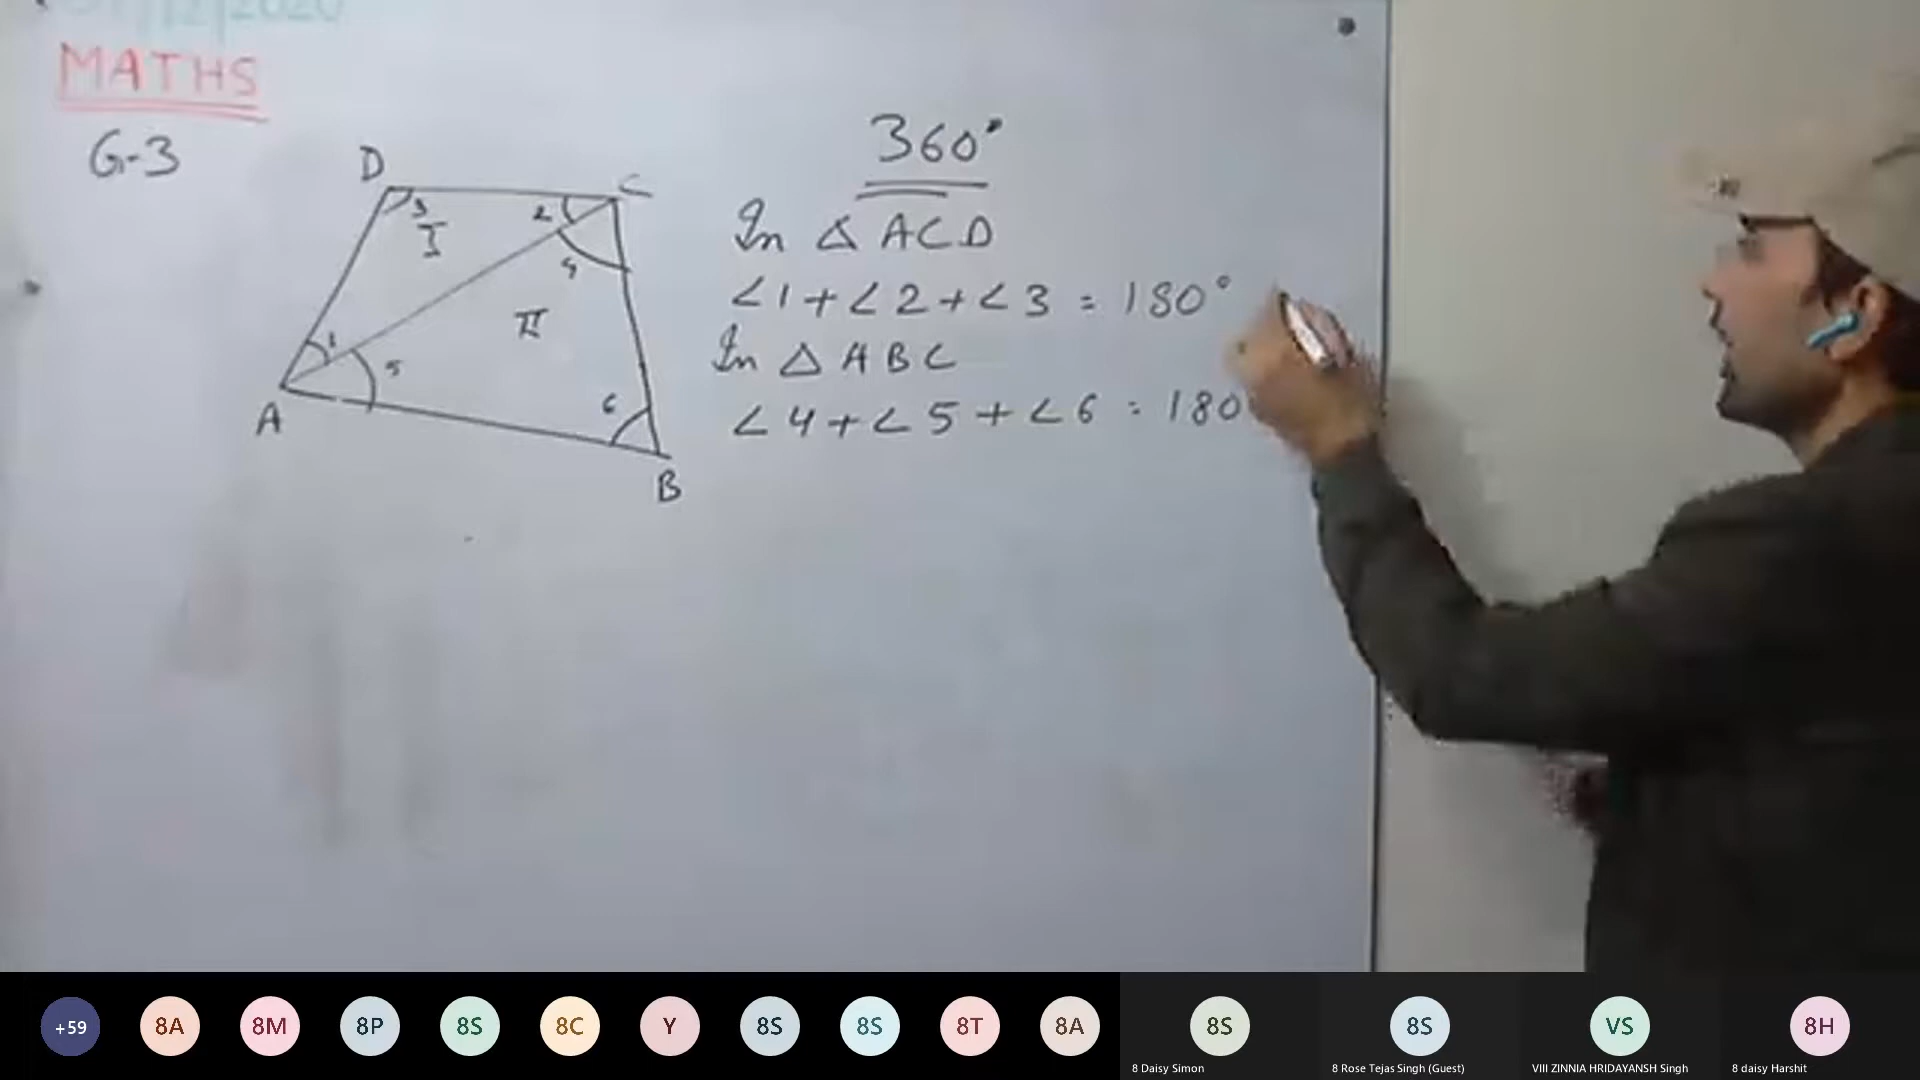 /12/2020
MATHS
G-3
360°
D
C
3
2
I
4
II
1
5
6
A
B
In △ ACD
∠1+∠2+∠3 = 180°
In △ ABC
∠4+∠5+∠6 = 180
+59
8A
8M
8P
8S
8C
Y
8S
8S
8T
8A
8S
8S
VS
8H
8 Daisy Simon
8 Rose Tejas Singh (Guest)
VIII ZINNIA HRIDAYANSH Singh
8 daisy Harshit